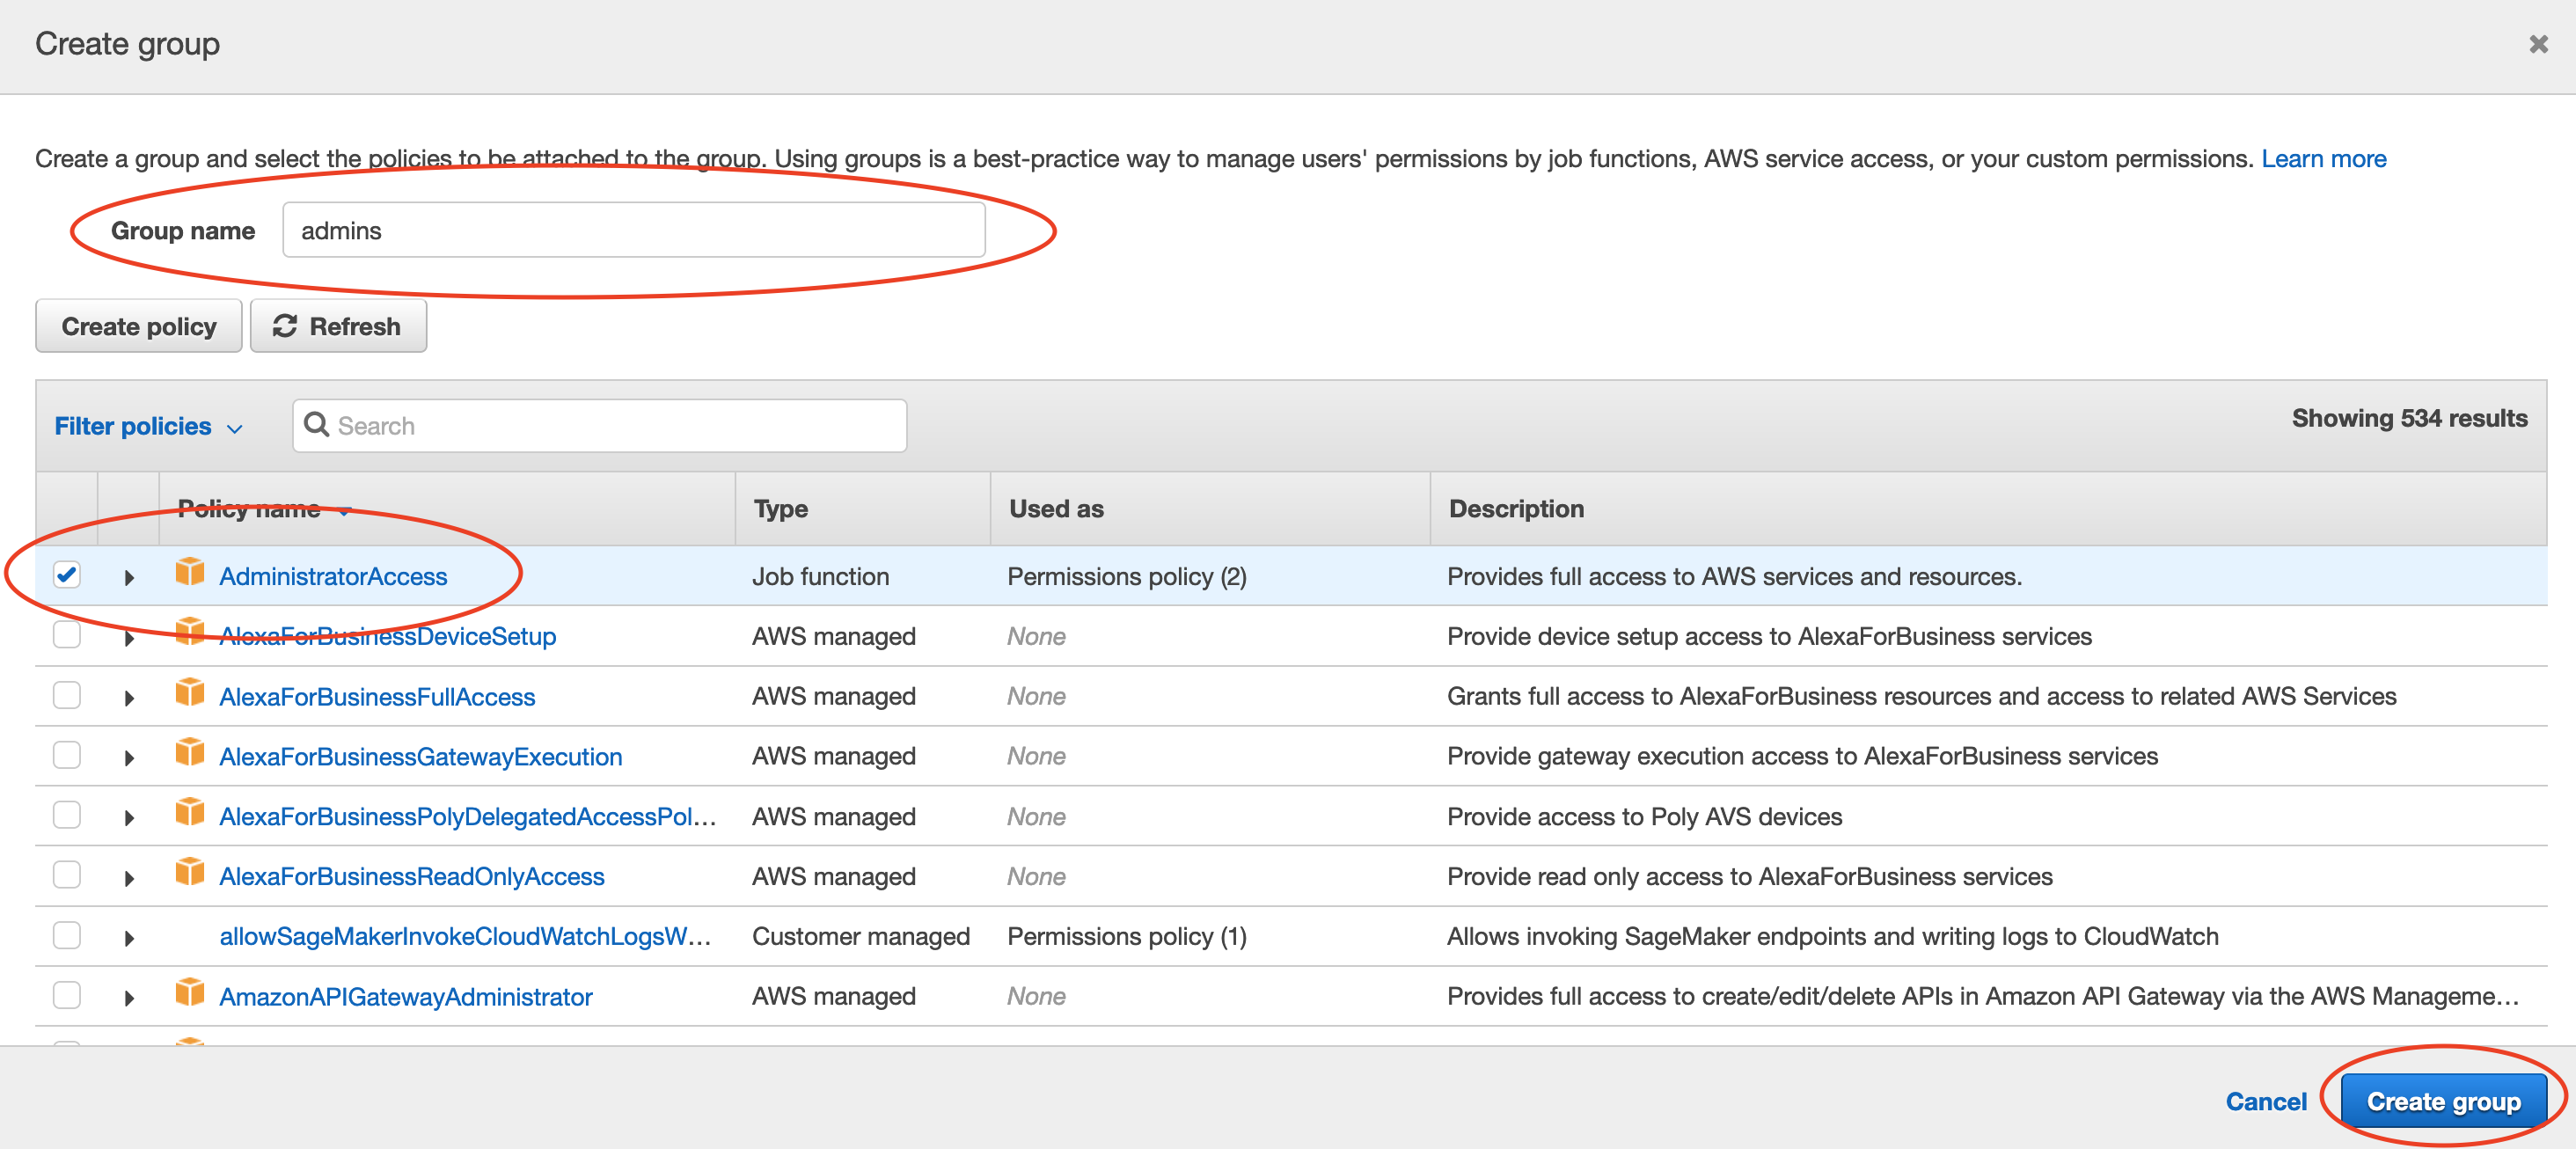 Create group
Create a group and select the policies to be attached to the group. Using groups is a best-practice way to manage users' permissions by job functions, AWS service access, or your custom permissions. Learn more
Group name admins
Create policy Refresh
Filter policies Search Showing 534 results
Policy name Type Used as Description
AdministratorAccess Job function Permissions policy (2) Provides full access to AWS services and resources.
AlexaForBusinessDeviceSetup AWS managed None Provide device setup access to AlexaForBusiness services
AlexaForBusinessFullAccess AWS managed None Grants full access to AlexaForBusiness resources and access to related AWS Services
AlexaForBusinessGatewayExecution AWS managed None Provide gateway execution access to AlexaForBusiness services
AlexaForBusinessPolyDelegatedAccessPol... AWS managed None Provide access to Poly AVS devices
AlexaForBusinessReadOnlyAccess AWS managed None Provide read only access to AlexaForBusiness services
allowSageMakerInvokeCloudWatchLogsW... Customer managed Permissions policy (1) Allows invoking SageMaker endpoints and writing logs to CloudWatch
AmazonAPIGatewayAdministrator AWS managed None Provides full access to create/edit/delete APIs in Amazon API Gateway via the AWS Manageme...
Cancel Create group